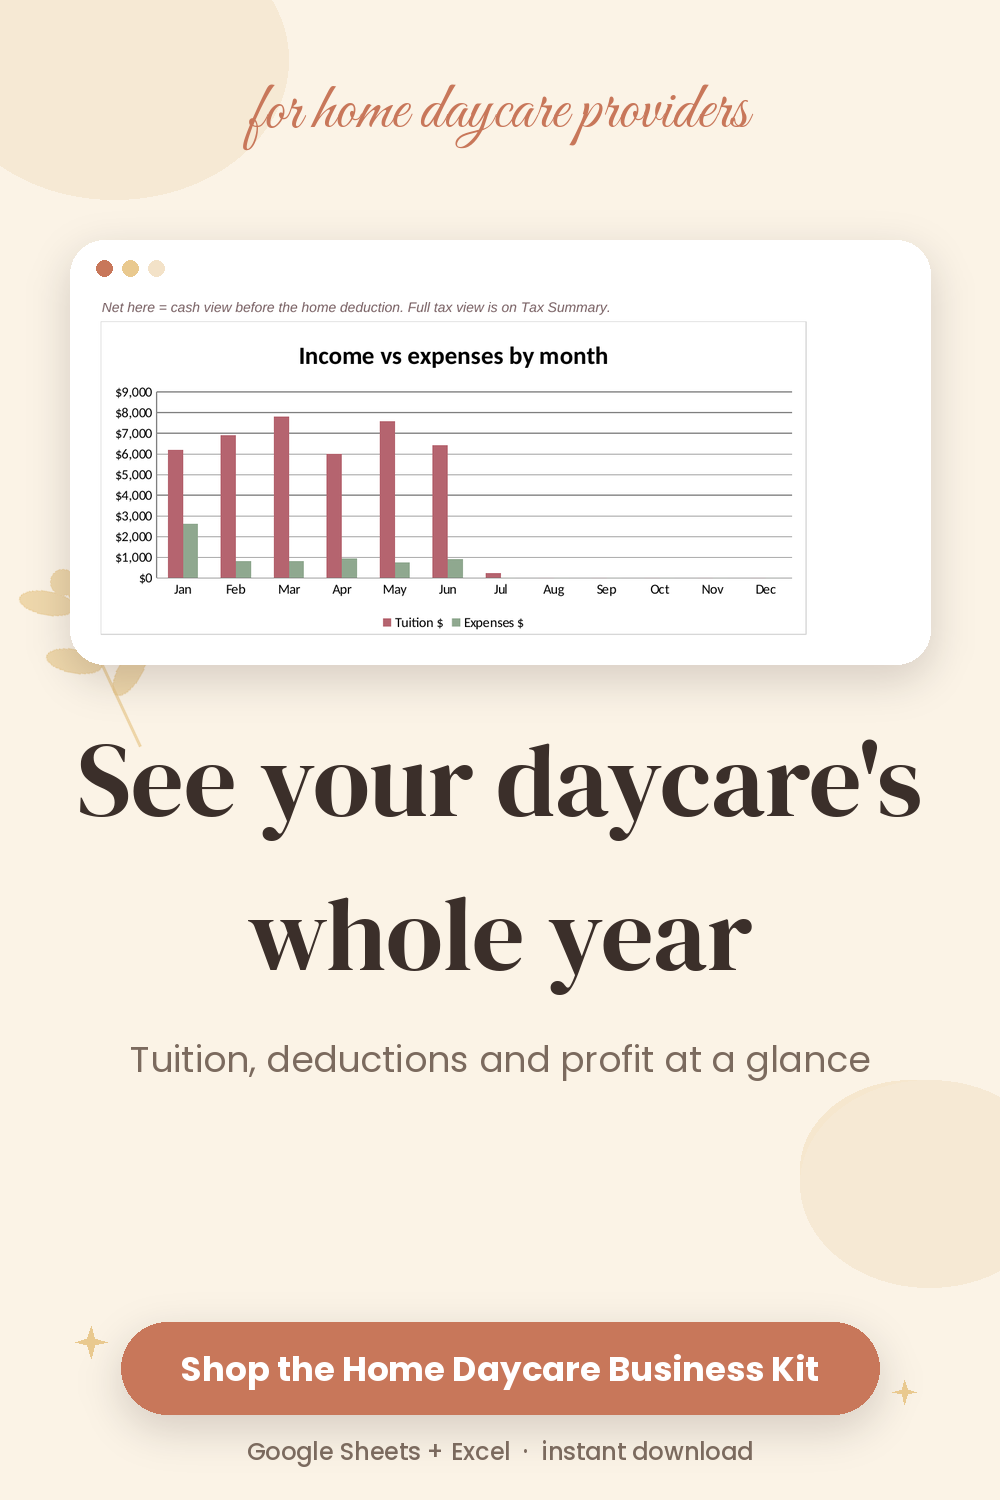 for home daycare providers
Net here = cash view before the home deduction. Full tax view is on Tax Summary.
Income vs expenses by month
$9,000
$8,000
$7,000
$6,000
$5,000
$4,000
$3,000
$2,000
$1,000
$0
Jan Feb Mar Apr May Jun Jul Aug Sep Oct Nov Dec
Tuition $ Expenses $
See your daycare's
whole year
Tuition, deductions and profit at a glance
Shop the Home Daycare Business Kit
Google Sheets + Excel · instant download